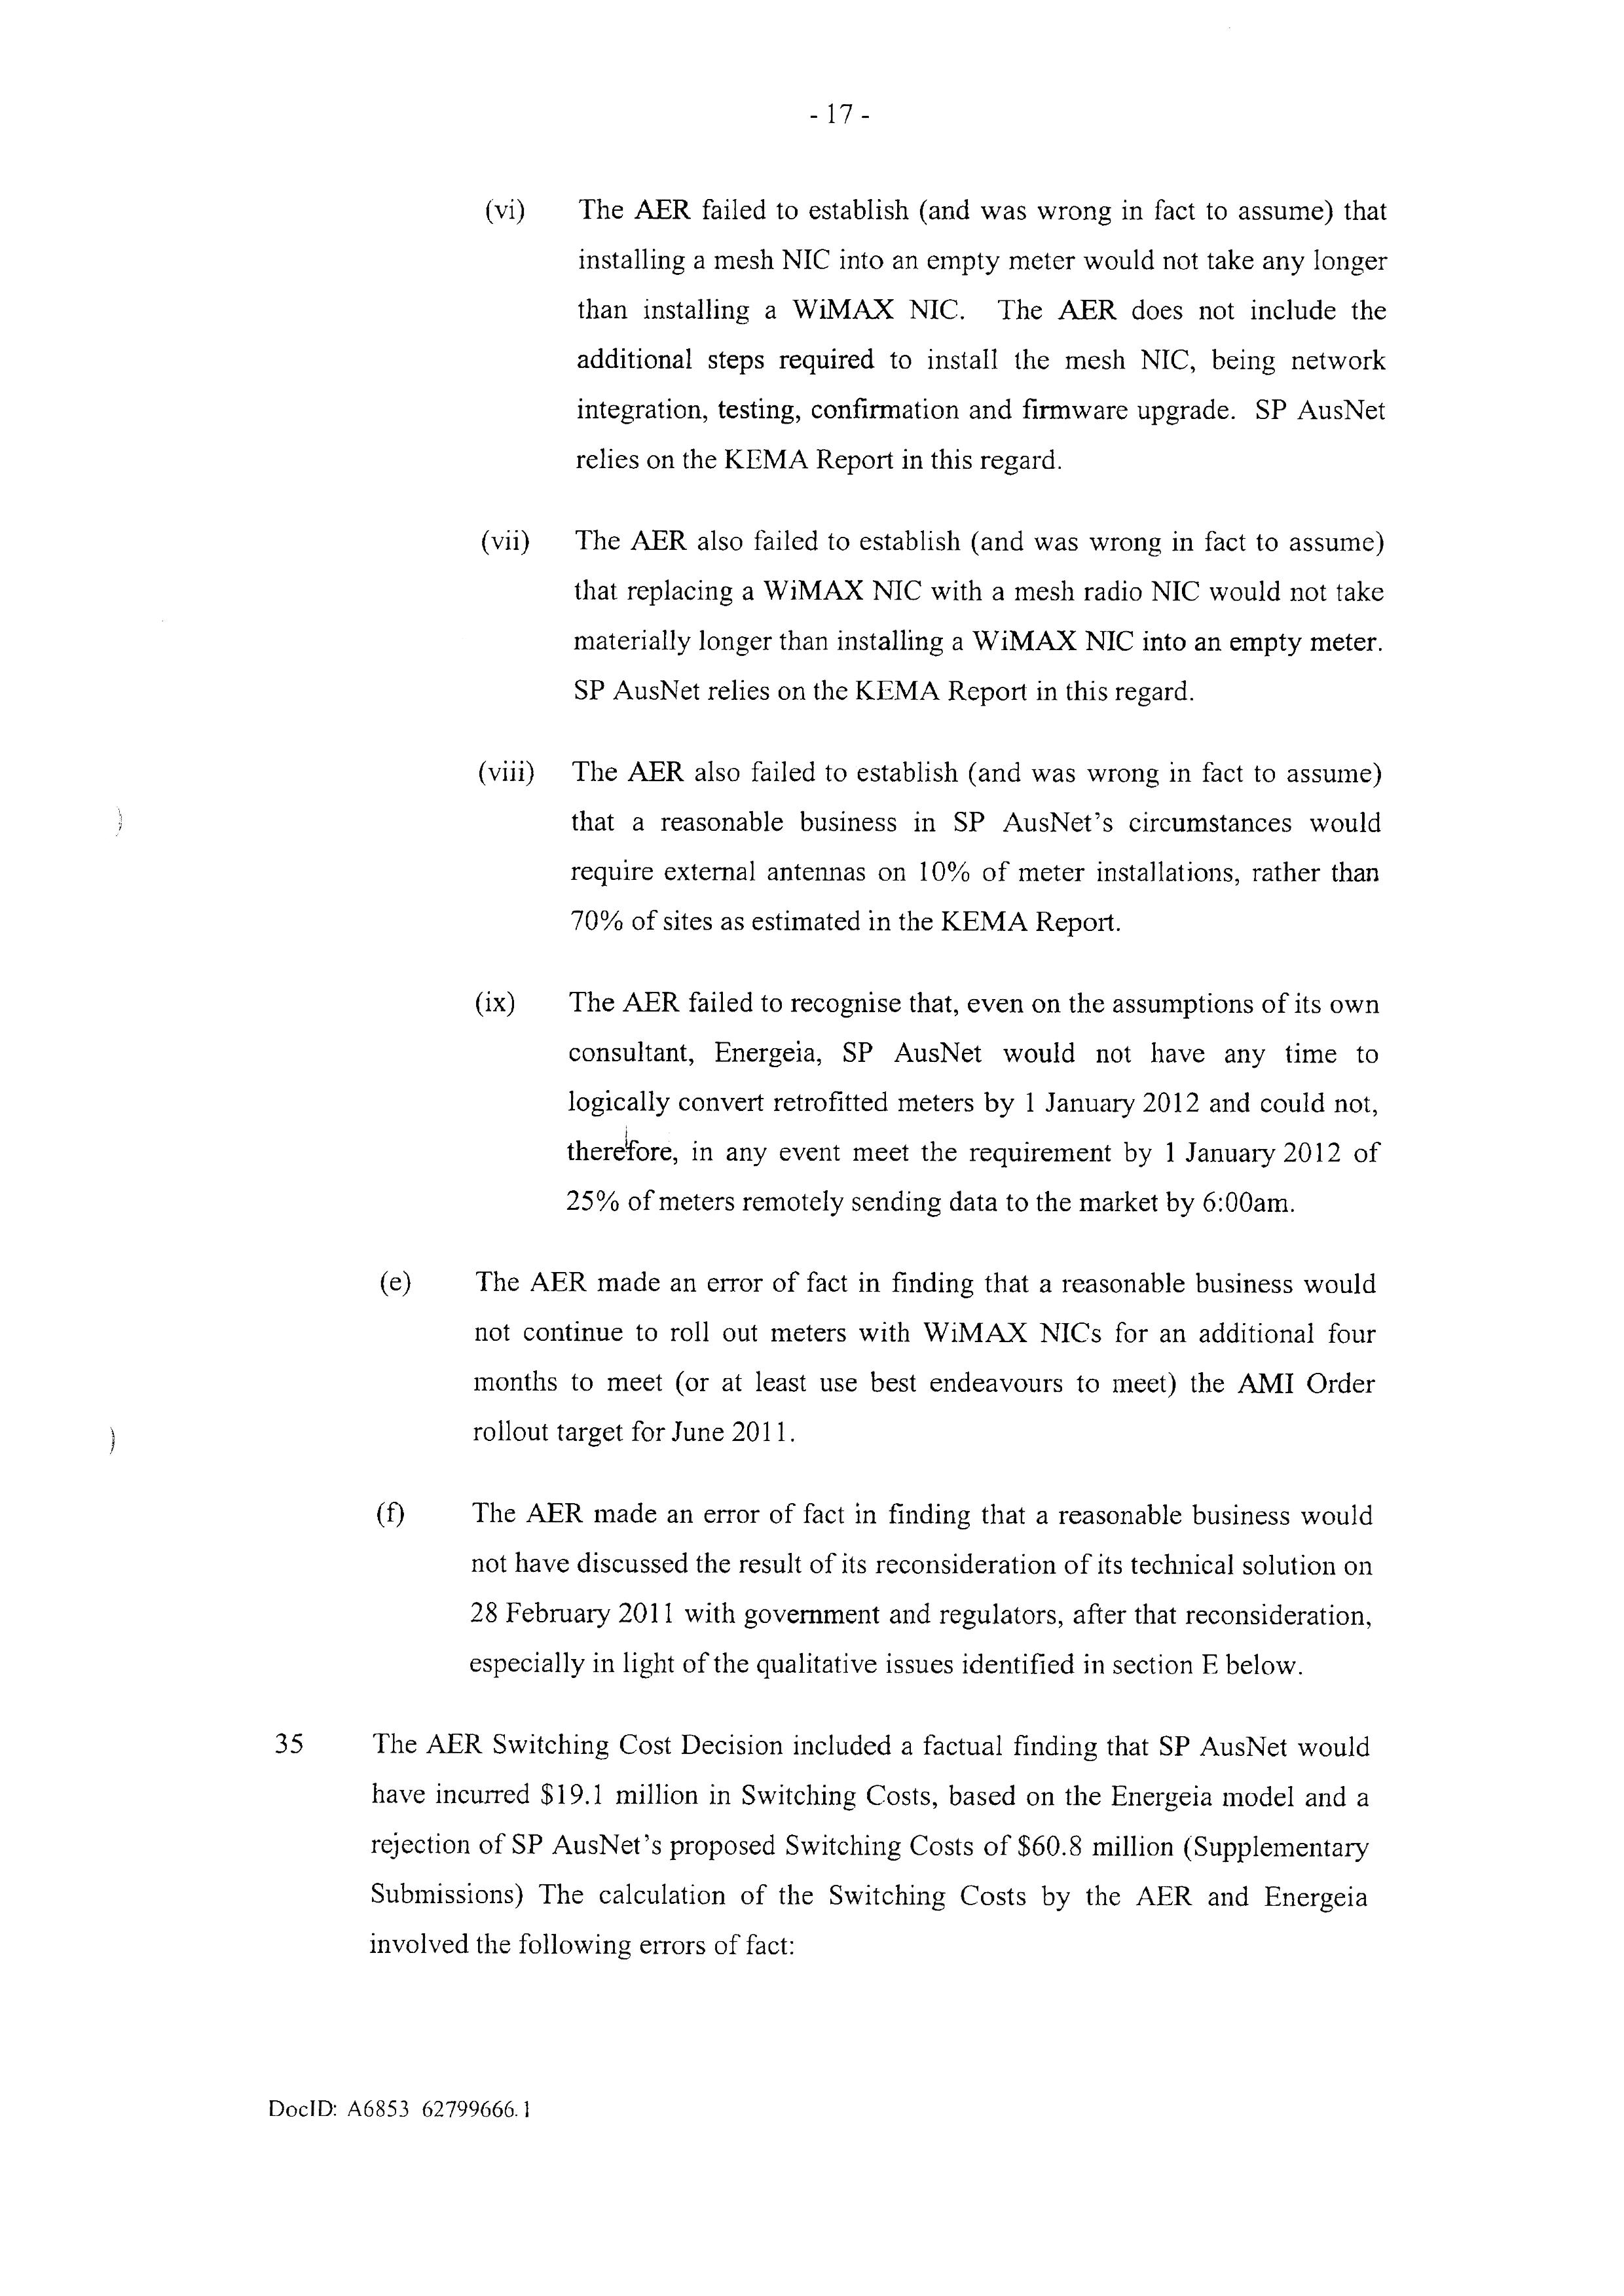 - 17 -
(vi) The AER failed to establish (and was wrong in fact to assume) that
installing a mesh NIC into an empty meter would not take any longer
than installing a WiMAX NIC. The AER does not include the
additional steps required to install the mesh NIC, being network
integration, testing, confirmation and firmware upgrade. SP AusNet
relies on the KEMA Report in this regard.
(vii) The AER also failed to establish (and was wrong in fact to assume)
that replacing a WiMAX NIC with a mesh radio NIC would not take
materially longer than installing a WiMAX NIC into an empty meter.
SP AusNet relies on the KEMA Report in this regard.
(viii) The AER also failed to establish (and was wrong in fact to assume)
that a reasonable business in SP AusNet's circumstances would
require external antennas on 10% of meter installations, rather than
70% of sites as estimated in the KEMA Report.
(ix) The AER failed to recognise that, even on the assumptions of its own
consultant, Energeia, SP AusNet would not have any time to
logically convert retrofitted meters by 1 January 2012 and could not,
therefore, in any event meet the requirement by 1 January 2012 of
25% of meters remotely sending data to the market by 6:00am.
(e) The AER made an error of fact in finding that a reasonable business would
not continue to roll out meters with WiMAX NICs for an additional four
months to meet (or at least use best endeavours to meet) the AMI Order
rollout target for June 2011.
(f) The AER made an error of fact in finding that a reasonable business would
not have discussed the result of its reconsideration of its technical solution on
28 February 2011 with government and regulators, after that reconsideration,
especially in light of the qualitative issues identified in section E below.
35 The AER Switching Cost Decision included a factual finding that SP AusNet would
have incurred $19.1 million in Switching Costs, based on the Energeia model and a
rejection of SP AusNet's proposed Switching Costs of $60.8 million (Supplementary
Submissions) The calculation of the Switching Costs by the AER and Energeia
involved the following errors of fact:
DocID: A6853 62799666.1